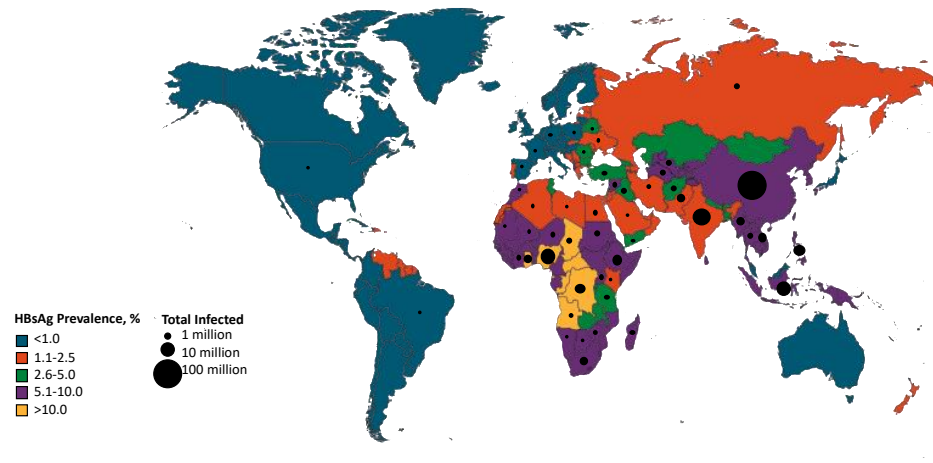 HBsAg Prevalence, %
<1.0
1.1-2.5
2.6-5.0
5.1-10.0
>10.0
Total Infected
1 million
10 million
100 million